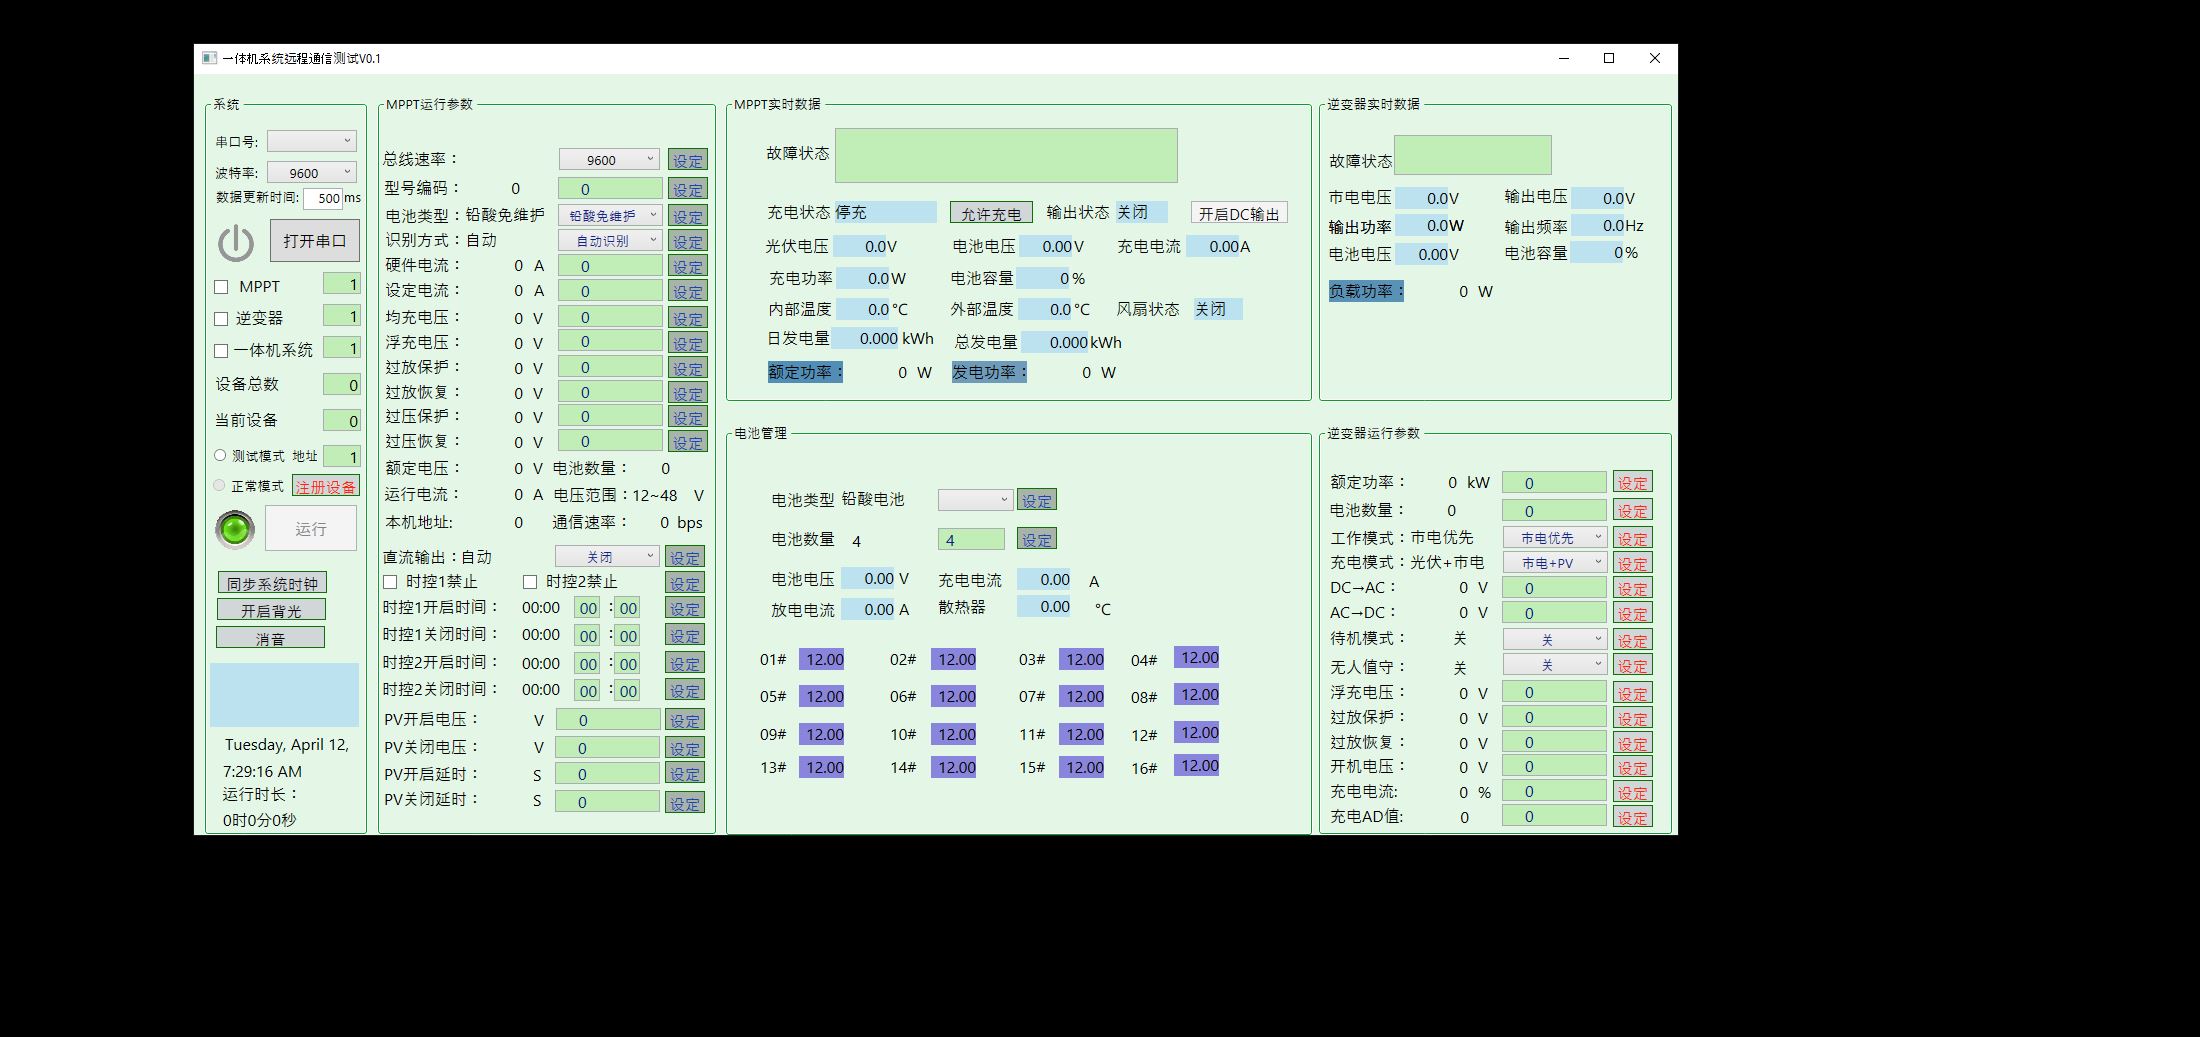 一体机系统远程通信测试V0.1
系统
串口号:
波特率: 9600
数据更新时间: 500 ms
打开串口
MPPT 1
逆变器 1
一体机系统 1
设备总数 0
当前设备 0
测试模式 地址 1
正常模式 注册设备
运行
同步系统时钟
开启背光
消音
Tuesday, April 12,
7:29:16 AM
运行时长：
0时0分0秒
MPPT运行参数
总线速率： 9600 设定
型号编码： 0 0 设定
电池类型：铅酸免维护 铅酸免维护 设定
识别方式：自动 自动识别 设定
硬件电流： 0 A 0 设定
设定电流： 0 A 0 设定
均充电压： 0 V 0 设定
浮充电压： 0 V 0 设定
过放保护： 0 V 0 设定
过放恢复： 0 V 0 设定
过压保护： 0 V 0 设定
过压恢复： 0 V 0 设定
额定电压： 0 V 电池数量： 0
运行电流： 0 A 电压范围：12~48 V
本机地址: 0 通信速率： 0 bps
直流输出：自动 关闭 设定
时控1禁止 时控2禁止 设定
时控1开启时间： 00:00 00 : 00 设定
时控1关闭时间： 00:00 00 : 00 设定
时控2开启时间： 00:00 00 : 00 设定
时控2关闭时间： 00:00 00 : 00 设定
PV开启电压： V 0 设定
PV关闭电压： V 0 设定
PV开启延时： S 0 设定
PV关闭延时： S 0 设定
MPPT实时数据
故障状态
充电状态 停充 允许充电 输出状态 关闭 开启DC输出
光伏电压 0.0 V 电池电压 0.00 V 充电电流 0.00 A
充电功率 0.0 W 电池容量 0 %
内部温度 0.0 °C 外部温度 0.0 °C 风扇状态 关闭
日发电量 0.000 kWh 总发电量 0.000 kWh
额定功率： 0 W 发电功率： 0 W
电池管理
电池类型 铅酸电池 设定
电池数量 4 4 设定
电池电压 0.00 V 充电电流 0.00 A
放电电流 0.00 A 散热器 0.00 °C
01# 12.00 02# 12.00 03# 12.00 04# 12.00
05# 12.00 06# 12.00 07# 12.00 08# 12.00
09# 12.00 10# 12.00 11# 12.00 12# 12.00
13# 12.00 14# 12.00 15# 12.00 16# 12.00
逆变器实时数据
故障状态
市电电压 0.0 V 输出电压 0.0 V
输出功率 0.0 W 输出频率 0.0 Hz
电池电压 0.00 V 电池容量 0 %
负载功率： 0 W
逆变器运行参数
额定功率： 0 kW 0 设定
电池数量： 0 0 设定
工作模式：市电优先 市电优先 设定
充电模式：光伏+市电 市电+PV 设定
DC→AC： 0 V 0 设定
AC→DC： 0 V 0 设定
待机模式： 关 关 设定
无人值守： 关 关 设定
浮充电压： 0 V 0 设定
过放保护： 0 V 0 设定
过放恢复： 0 V 0 设定
开机电压： 0 V 0 设定
充电电流: 0 % 0 设定
充电AD值: 0 0 设定